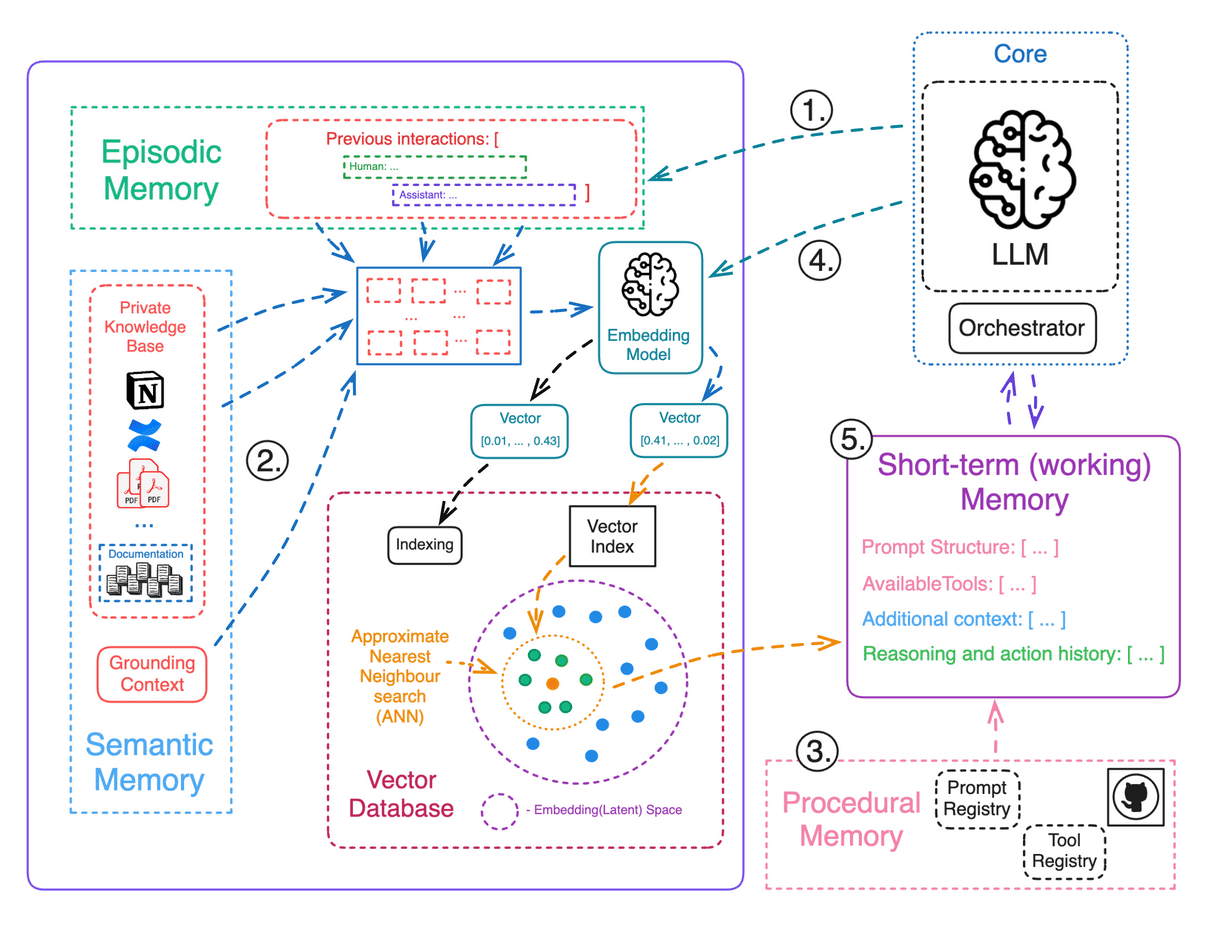 Core
LLM
Orchestrator
1.
4.
Episodic
Memory
Previous interactions: [
Human: ...
Assistant: ...
]
Private
Knowledge
Base
N
PDF
PDF
PDF
...
Documentation
Grounding
Context
Semantic
Memory
2.
...
...
...
...
Embedding
Model
Vector
[0.01, ... , 0.43]
Vector
[0.41, ... , 0.02]
Indexing
Vector
Index
Approximate
Nearest
Neighbour
search
(ANN)
Vector
Database
- Embedding(Latent) Space
5.
Short-term (working)
Memory
Prompt Structure: [ ... ]
AvailableTools: [ ... ]
Additional context: [ ... ]
Reasoning and action history: [ ... ]
3.
Procedural
Memory
Prompt
Registry
Tool
Registry